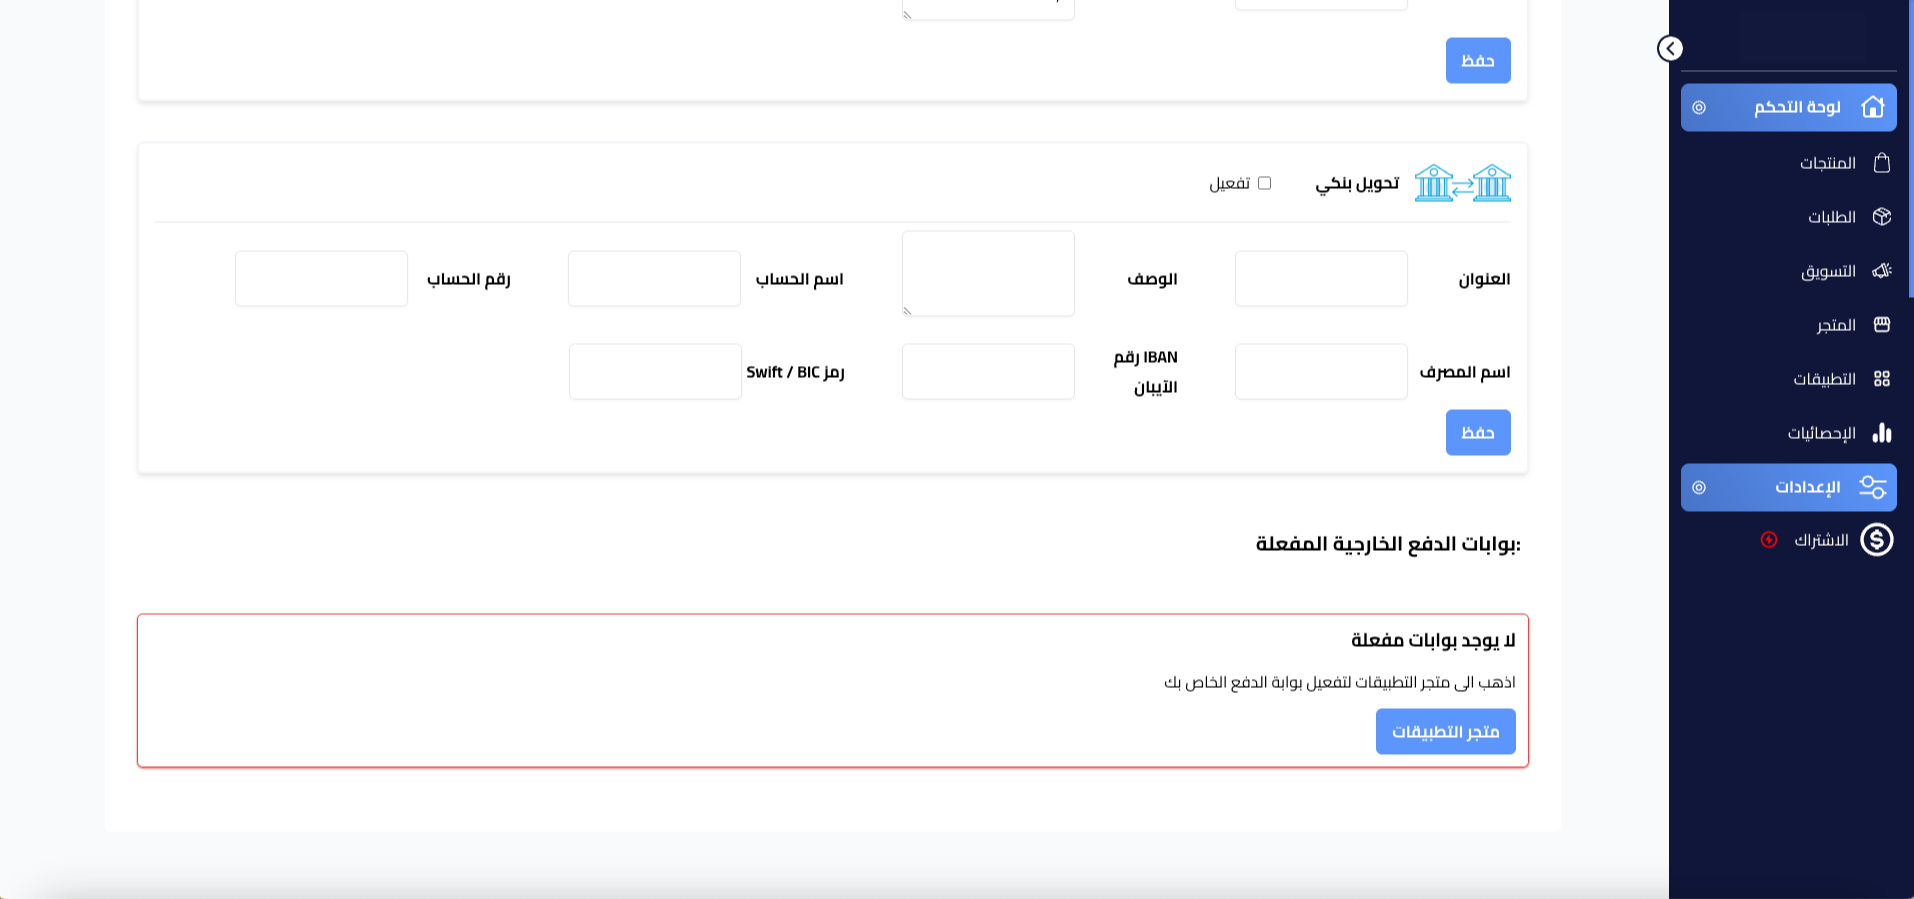 لوحة التحكم
المنتجات
الطلبات
التسويق
المتجر
التطبيقات
الإحصائيات
الإعدادات
الاشتراك
حفظ
تحويل بنكي
تفعيل
العنوان
الوصف
اسم الحساب
رقم الحساب
اسم المصرف
IBAN رقم
الآيبان
رمز Swift / BIC
حفظ
:بوابات الدفع الخارجية المفعلة
لا يوجد بوابات مفعلة
اذهب الى متجر التطبيقات لتفعيل بوابة الدفع الخاص بك
متجر التطبيقات